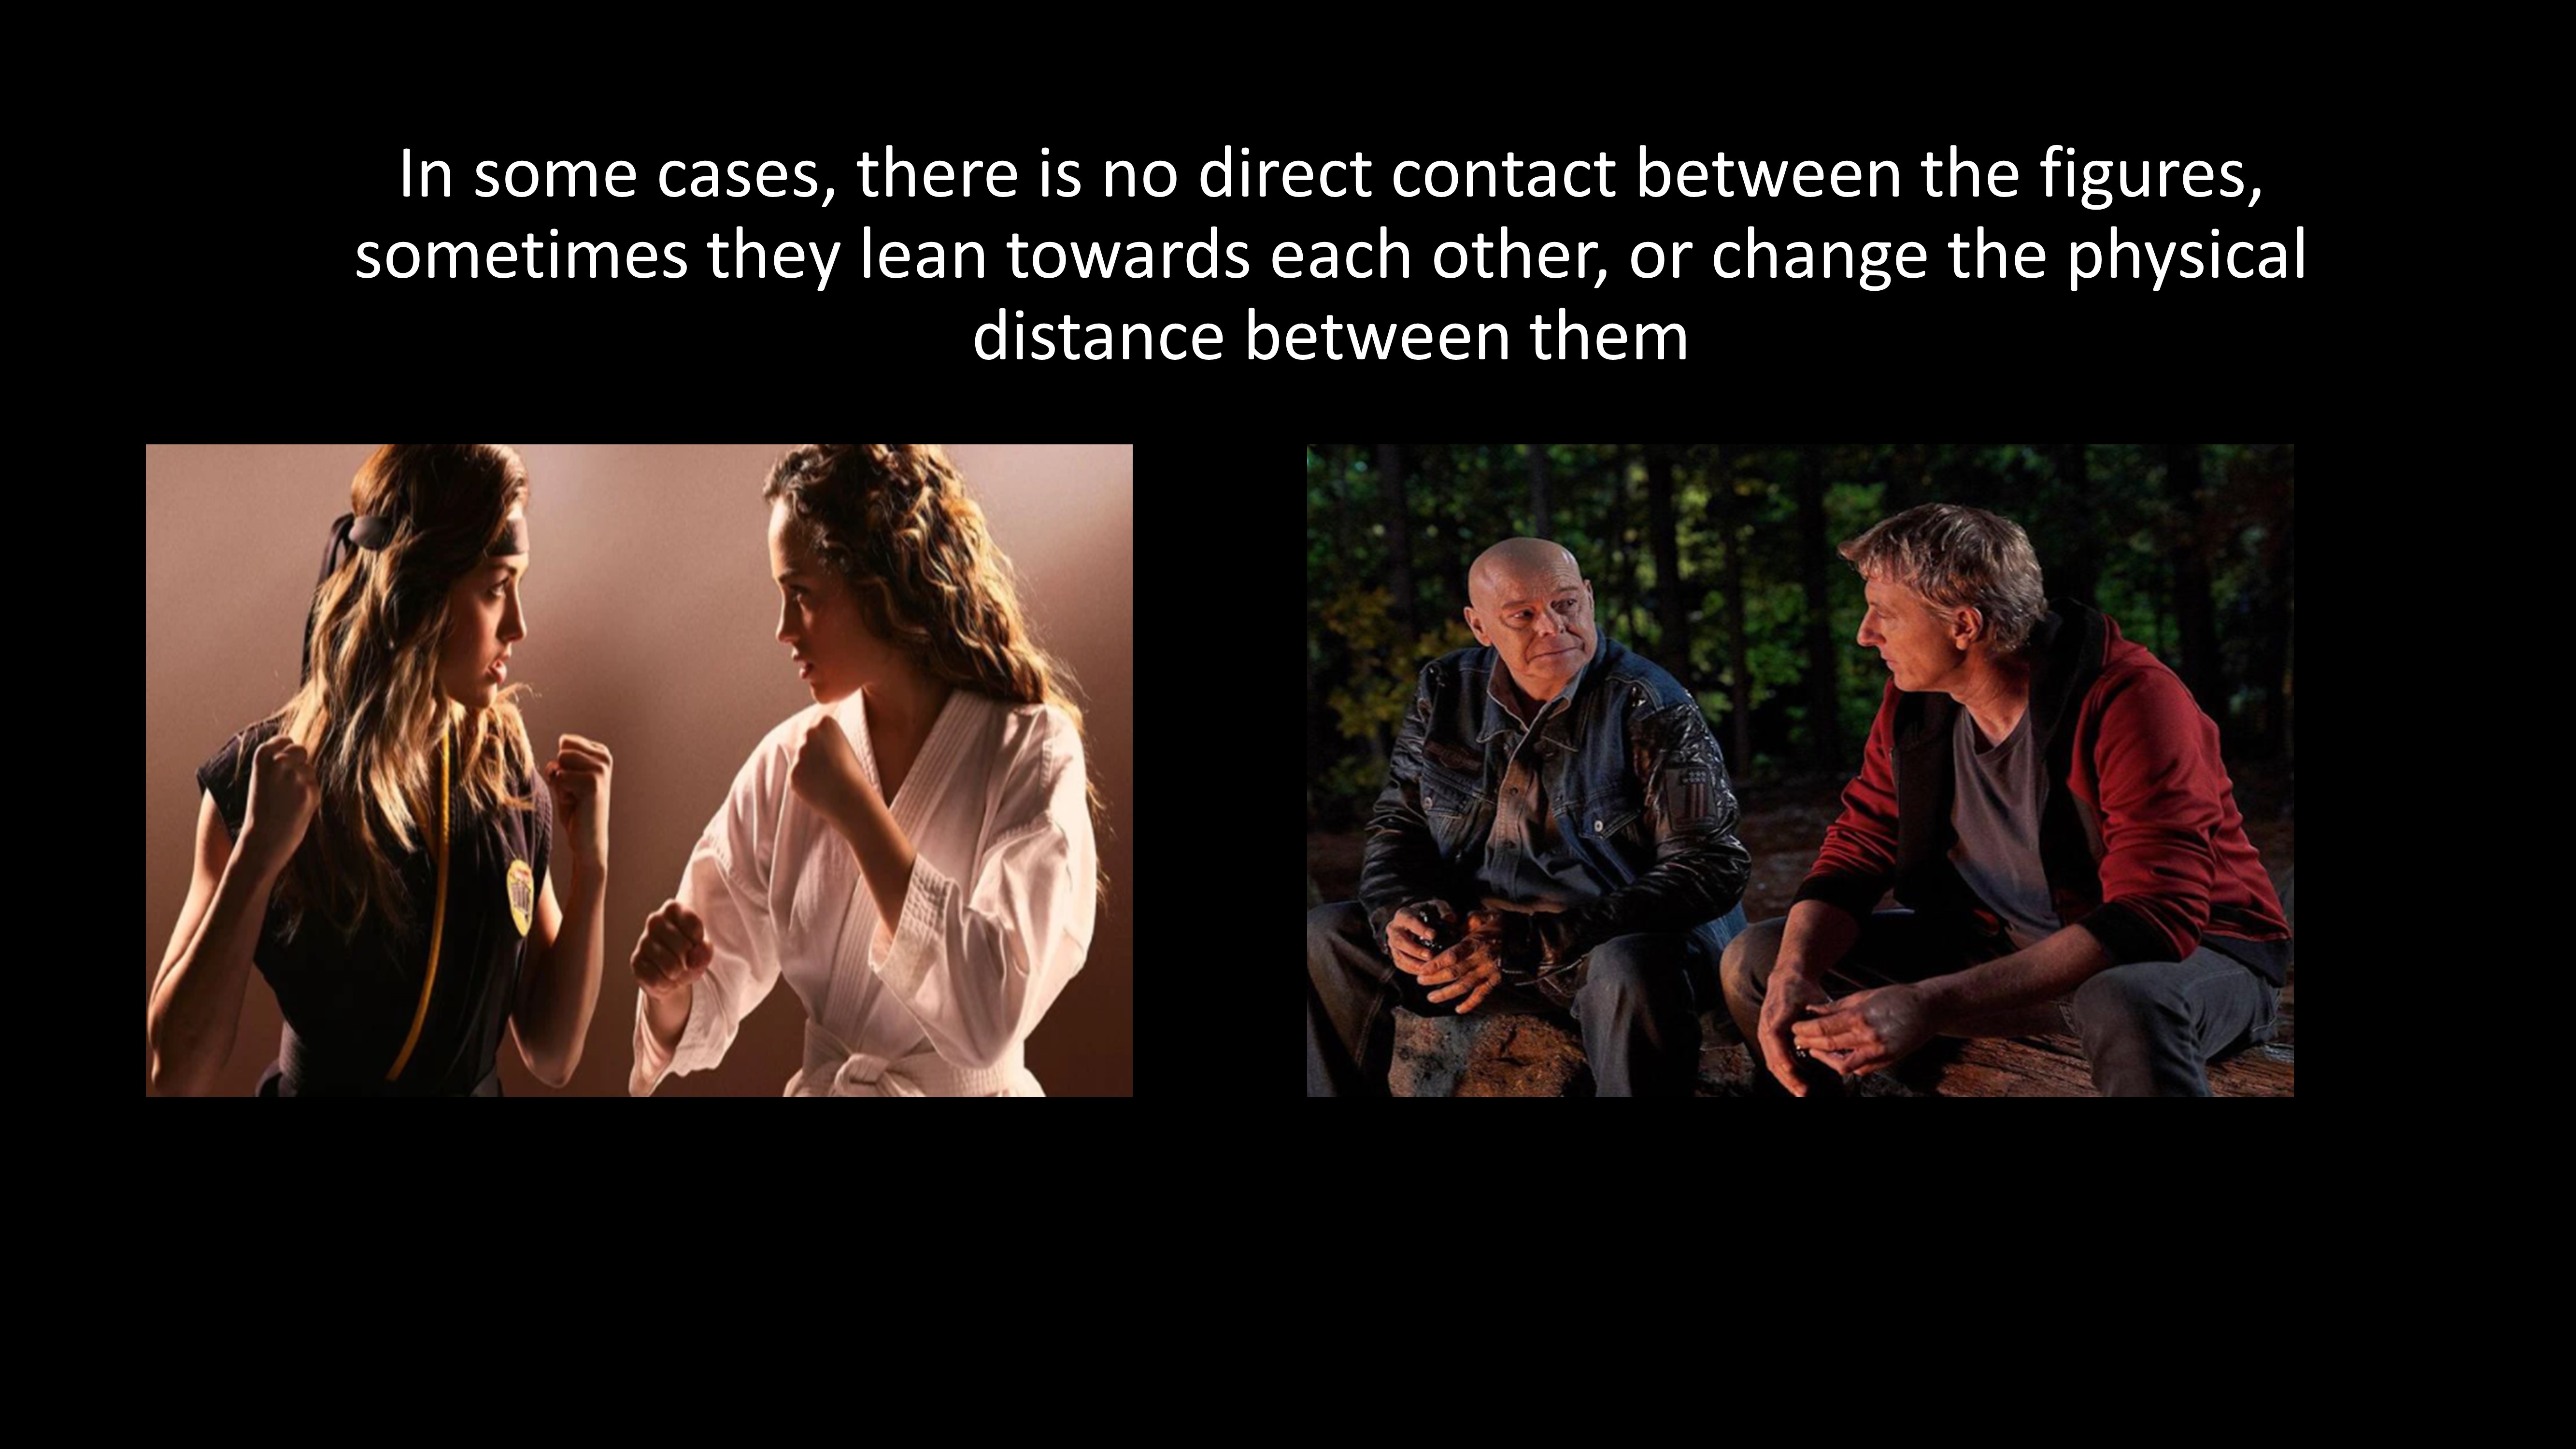 In some cases, there is no direct contact between the figures,
sometimes they lean towards each other, or change the physical
distance between them